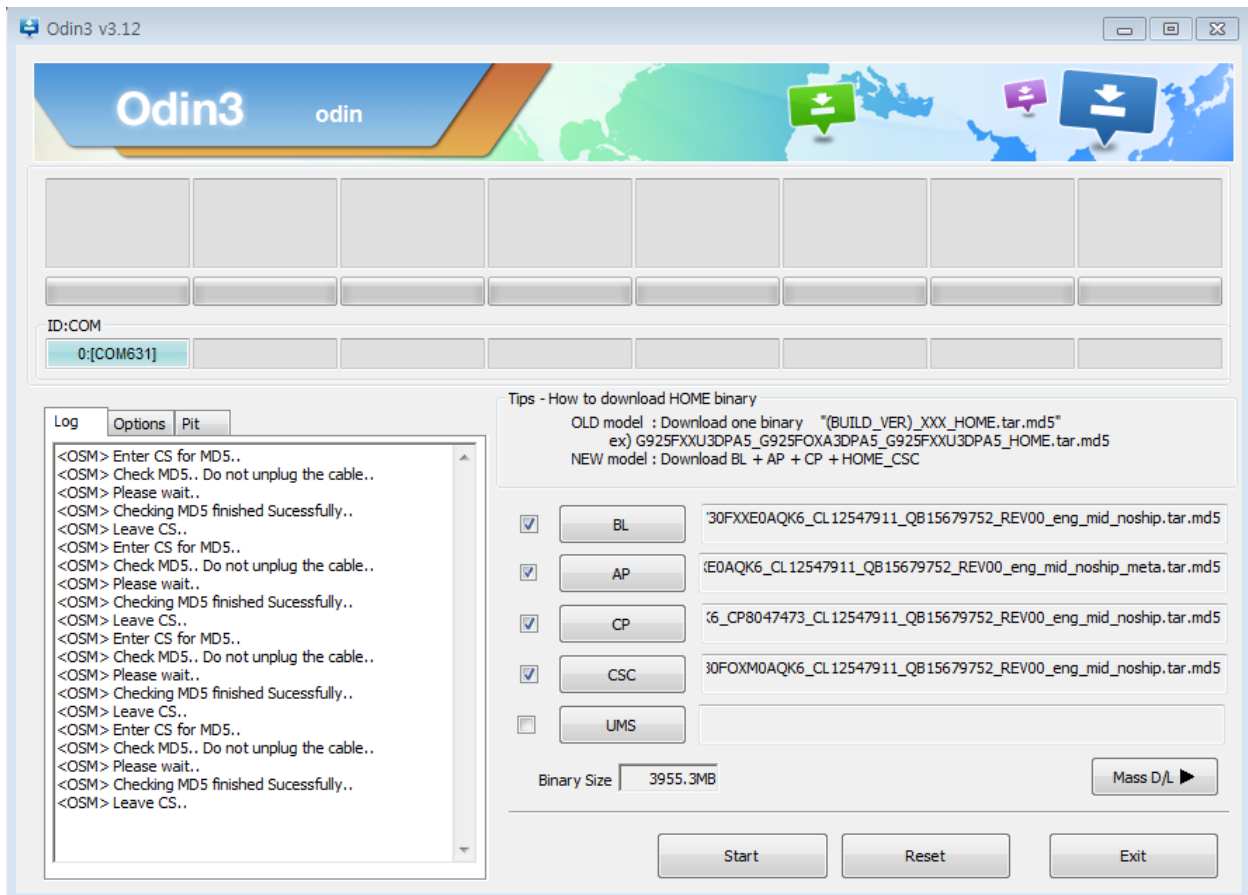 Odin3 v3.12
Odin3 odin
ID:COM
0:[COM631]
Log Options Pit
<OSM> Enter CS for MD5..
<OSM> Check MD5.. Do not unplug the cable..
<OSM> Please wait..
<OSM> Checking MD5 finished Sucessfully..
<OSM> Leave CS..
<OSM> Enter CS for MD5..
<OSM> Check MD5.. Do not unplug the cable..
<OSM> Please wait..
<OSM> Checking MD5 finished Sucessfully..
<OSM> Leave CS..
<OSM> Enter CS for MD5..
<OSM> Check MD5.. Do not unplug the cable..
<OSM> Please wait..
<OSM> Checking MD5 finished Sucessfully..
<OSM> Leave CS..
<OSM> Enter CS for MD5..
<OSM> Check MD5.. Do not unplug the cable..
<OSM> Please wait..
<OSM> Checking MD5 finished Sucessfully..
<OSM> Leave CS..
Tips - How to download HOME binary
OLD model : Download one binary "(BUILD_VER)_XXX_HOME.tar.md5"
ex) G925FXXU3DPA5_G925FOXA3DPA5_G925FXXU3DPA5_HOME.tar.md5
NEW model : Download BL + AP + CP + HOME_CSC
BL 30FXXE0AQK6_CL12547911_QB15679752_REV00_eng_mid_noship.tar.md5
AP E0AQK6_CL12547911_QB15679752_REV00_eng_mid_noship_meta.tar.md5
CP 6_CP8047473_CL12547911_QB15679752_REV00_eng_mid_noship.tar.md5
CSC 0FOXM0AQK6_CL12547911_QB15679752_REV00_eng_mid_noship.tar.md5
UMS
Binary Size 3955.3MB
Mass D/L
Start Reset Exit